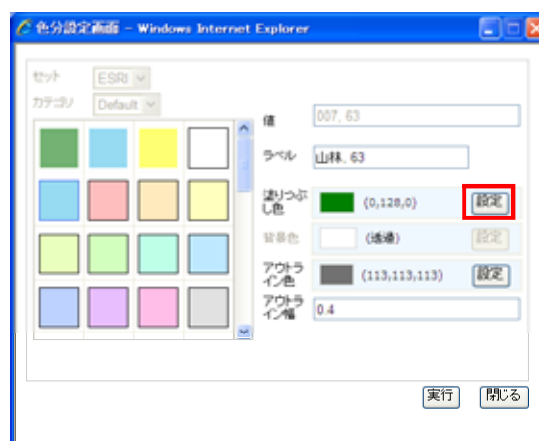 色分設定画面 - Windows Internet Explorer
セット ESRI
カテゴリ Default
値 007, 63
ラベル 山林, 63
塗りつぶし色 (0,128,0) 設定
背景色 (透過) 設定
アウトライン色 (113,113,113) 設定
アウトライン幅 0.4
実行 閉じる